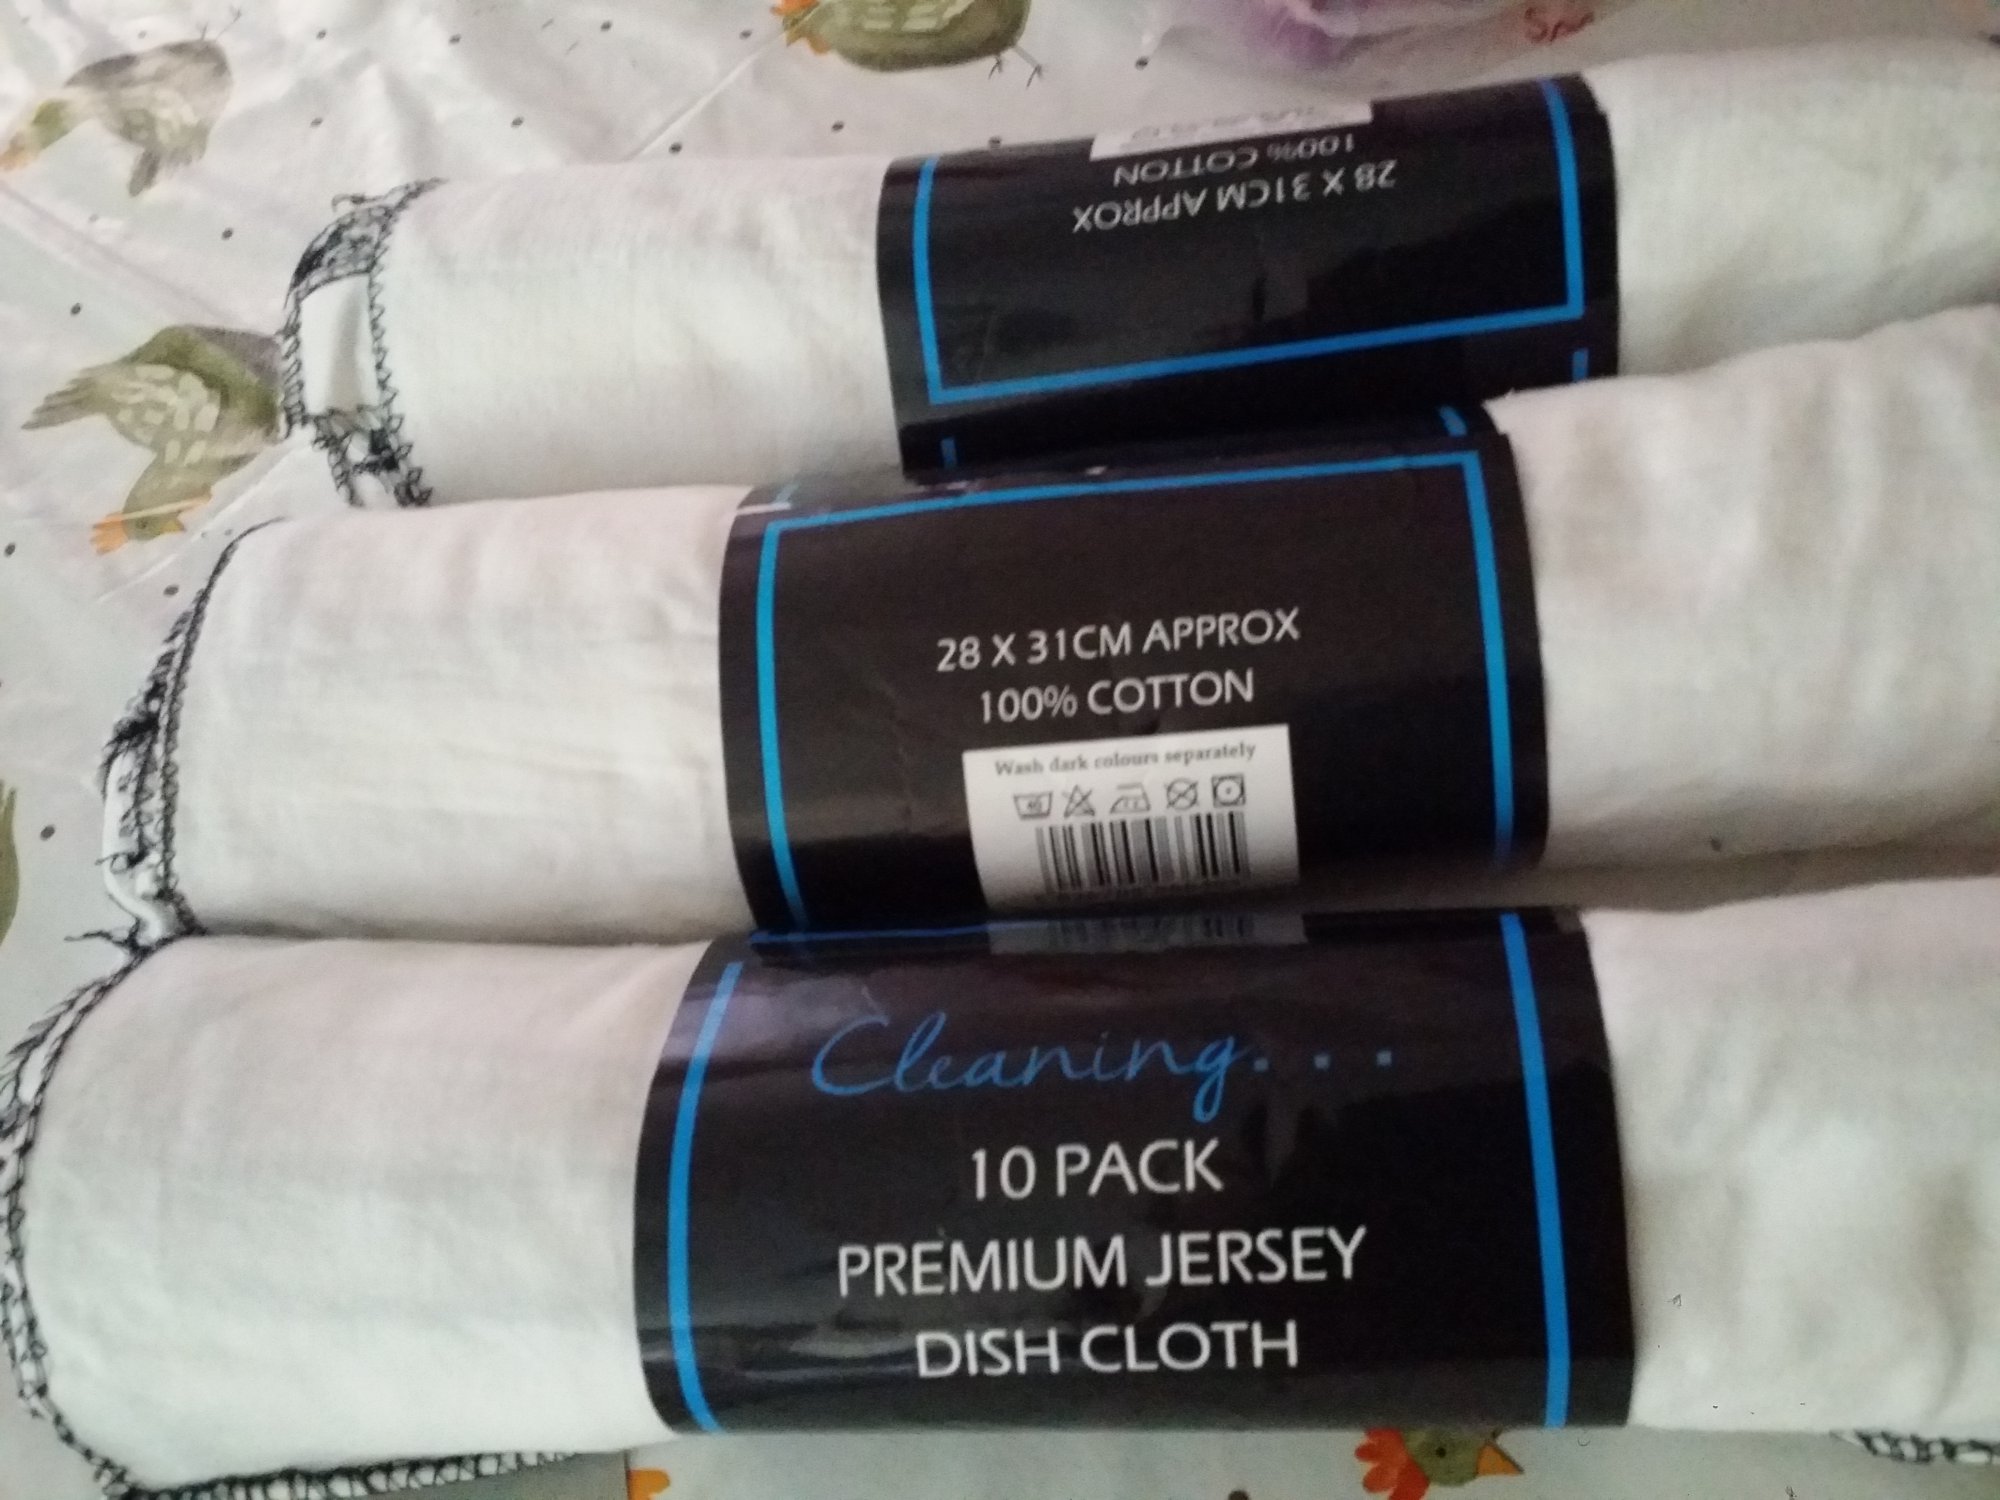 28 X 31CM APPROX
100% COTTON
28 X 31CM APPROX
100% COTTON
Wash dark colours separately
Cleaning. . .
10 PACK
PREMIUM JERSEY
DISH CLOTH